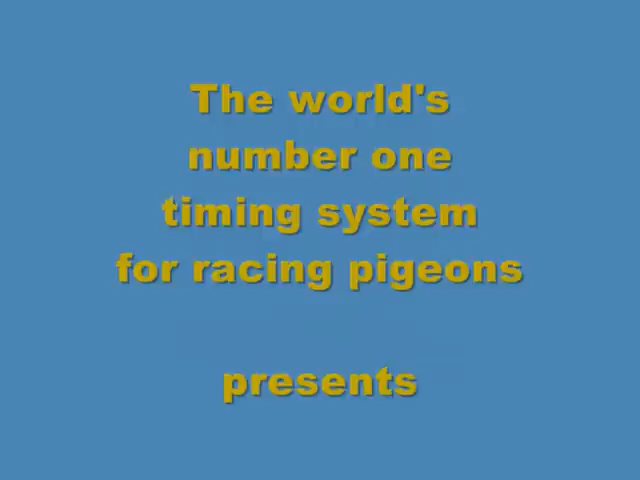 The world's
number one
timing system
for racing pigeons
presents